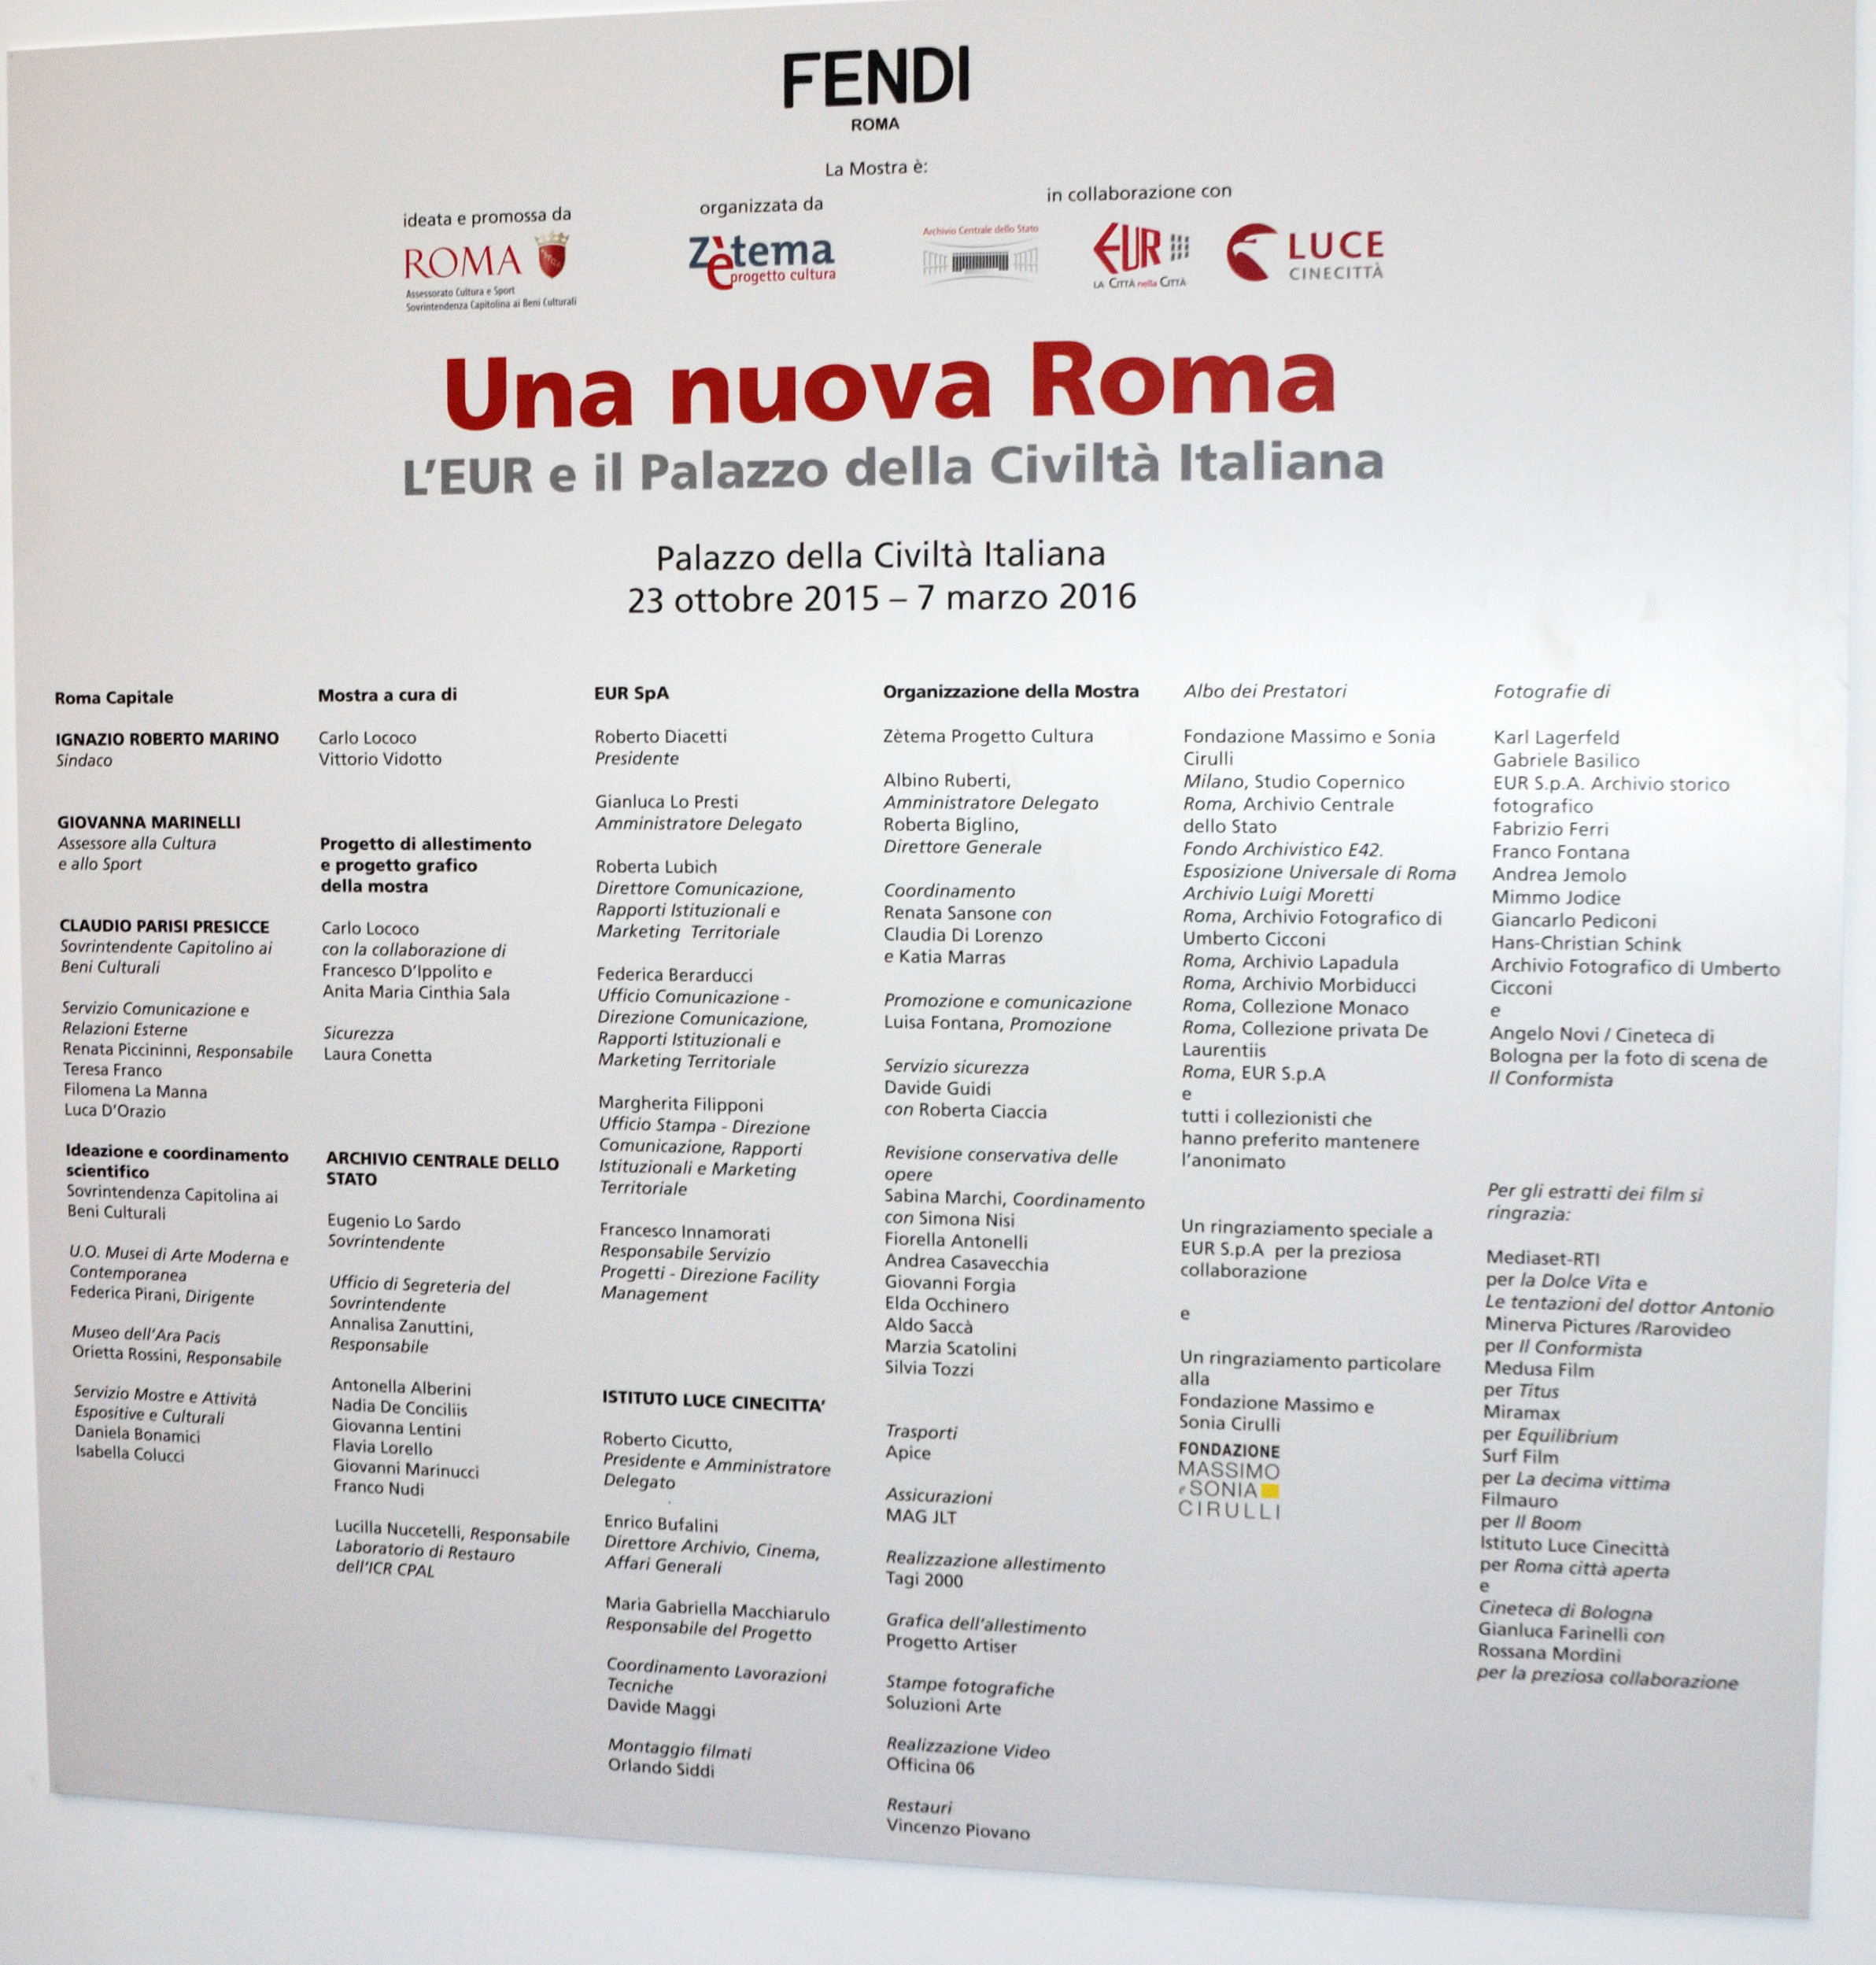 FENDI
ROMA
La Mostra è:
ideata e promossa da
ROMA
Assessorato Cultura e Sport
Sovrintendenza Capitolina ai Beni Culturali
organizzata da
Zètema
progetto cultura
in collaborazione con
Archivio Centrale dello Stato
EUR
LA CITTÀ nella CITTÀ
LUCE
CINECITTÀ
Una nuova Roma
L'EUR e il Palazzo della Civiltà Italiana
Palazzo della Civiltà Italiana
23 ottobre 2015 – 7 marzo 2016
Roma Capitale
IGNAZIO ROBERTO MARINO
Sindaco
GIOVANNA MARINELLI
Assessore alla Cultura
e allo Sport
CLAUDIO PARISI PRESICCE
Sovrintendente Capitolino ai
Beni Culturali
Servizio Comunicazione e
Relazioni Esterne
Renata Piccininni, Responsabile
Teresa Franco
Filomena La Manna
Luca D'Orazio
Ideazione e coordinamento
scientifico
Sovrintendenza Capitolina ai
Beni Culturali
U.O. Musei di Arte Moderna e
Contemporanea
Federica Pirani, Dirigente
Museo dell'Ara Pacis
Orietta Rossini, Responsabile
Servizio Mostre e Attività
Espositive e Culturali
Daniela Bonamici
Isabella Colucci
Mostra a cura di
Carlo Lococo
Vittorio Vidotto
Progetto di allestimento
e progetto grafico
della mostra
Carlo Lococo
con la collaborazione di
Francesco D'Ippolito e
Anita Maria Cinthia Sala
Sicurezza
Laura Conetta
ARCHIVIO CENTRALE DELLO
STATO
Eugenio Lo Sardo
Sovrintendente
Ufficio di Segreteria del
Sovrintendente
Annalisa Zanuttini,
Responsabile
Antonella Alberini
Nadia De Conciliis
Giovanna Lentini
Flavia Lorello
Giovanni Marinucci
Franco Nudi
Lucilla Nuccetelli, Responsabile
Laboratorio di Restauro
dell'ICR CPAL
EUR SpA
Roberto Diacetti
Presidente
Gianluca Lo Presti
Amministratore Delegato
Roberta Lubich
Direttore Comunicazione,
Rapporti Istituzionali e
Marketing Territoriale
Federica Berarducci
Ufficio Comunicazione -
Direzione Comunicazione,
Rapporti Istituzionali e
Marketing Territoriale
Margherita Filipponi
Ufficio Stampa - Direzione
Comunicazione, Rapporti
Istituzionali e Marketing
Territoriale
Francesco Innamorati
Responsabile Servizio
Progetti - Direzione Facility
Management
ISTITUTO LUCE CINECITTA'
Roberto Cicutto,
Presidente e Amministratore
Delegato
Enrico Bufalini
Direttore Archivio, Cinema,
Affari Generali
Maria Gabriella Macchiarulo
Responsabile del Progetto
Coordinamento Lavorazioni
Tecniche
Davide Maggi
Montaggio filmati
Orlando Siddi
Organizzazione della Mostra
Zètema Progetto Cultura
Albino Ruberti,
Amministratore Delegato
Roberta Biglino,
Direttore Generale
Coordinamento
Renata Sansone con
Claudia Di Lorenzo
e Katia Marras
Promozione e comunicazione
Luisa Fontana, Promozione
Servizio sicurezza
Davide Guidi
con Roberta Ciaccia
Revisione conservativa delle
opere
Sabina Marchi, Coordinamento
con Simona Nisi
Fiorella Antonelli
Andrea Casavecchia
Giovanni Forgia
Elda Occhinero
Aldo Saccà
Marzia Scatolini
Silvia Tozzi
Trasporti
Apice
Assicurazioni
MAG JLT
Realizzazione allestimento
Tagi 2000
Grafica dell'allestimento
Progetto Artiser
Stampe fotografiche
Soluzioni Arte
Realizzazione Video
Officina 06
Restauri
Vincenzo Piovano
Albo dei Prestatori
Fondazione Massimo e Sonia
Cirulli
Milano, Studio Copernico
Roma, Archivio Centrale
dello Stato
Fondo Archivistico E42.
Esposizione Universale di Roma
Archivio Luigi Moretti
Roma, Archivio Fotografico di
Umberto Cicconi
Roma, Archivio Lapadula
Roma, Archivio Morbiducci
Roma, Collezione Monaco
Roma, Collezione privata De
Laurentiis
Roma, EUR S.p.A
e
tutti i collezionisti che
hanno preferito mantenere
l'anonimato
Un ringraziamento speciale a
EUR S.p.A per la preziosa
collaborazione
e
Un ringraziamento particolare
alla
Fondazione Massimo e
Sonia Cirulli
FONDAZIONE
MASSIMO
e SONIA
CIRULLI
Fotografie di
Karl Lagerfeld
Gabriele Basilico
EUR S.p.A. Archivio storico
fotografico
Fabrizio Ferri
Franco Fontana
Andrea Jemolo
Mimmo Jodice
Giancarlo Pediconi
Hans-Christian Schink
Archivio Fotografico di Umberto
Cicconi
e
Angelo Novi / Cineteca di
Bologna per la foto di scena de
Il Conformista
Per gli estratti dei film si
ringrazia:
Mediaset-RTI
per la Dolce Vita e
Le tentazioni del dottor Antonio
Minerva Pictures /Rarovideo
per Il Conformista
Medusa Film
per Titus
Miramax
per Equilibrium
Surf Film
per La decima vittima
Filmauro
per Il Boom
Istituto Luce Cinecittà
per Roma città aperta
e
Cineteca di Bologna
Gianluca Farinelli con
Rossana Mordini
per la preziosa collaborazione